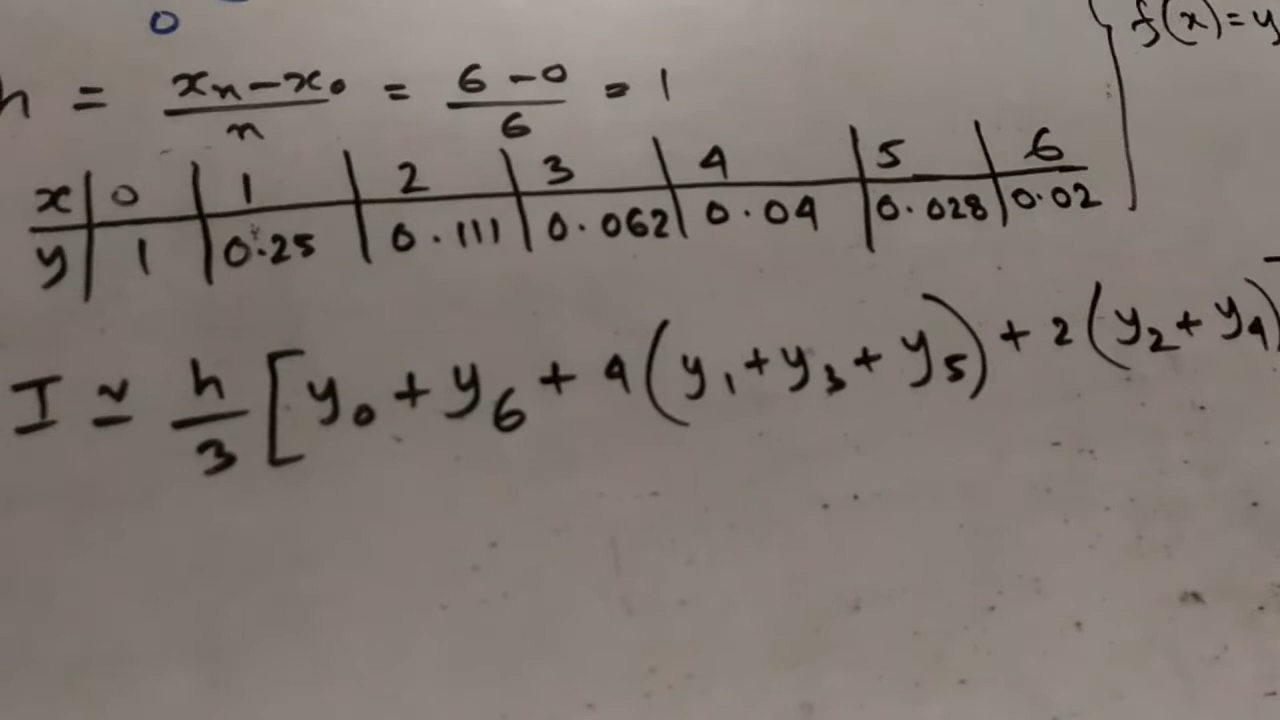 0
f(x) = y
h = (xₙ - x₀)/n = (6 - 0)/6 = 1
x | 0 | 1 | 2 | 3 | 4 | 5 | 6
y | 1 | 0.25 | 0.111 | 0.062 | 0.04 | 0.028 | 0.02
I ≃ h/3 [y₀ + y₆ + 4(y₁ + y₃ + y₅) + 2(y₂ + y₄)